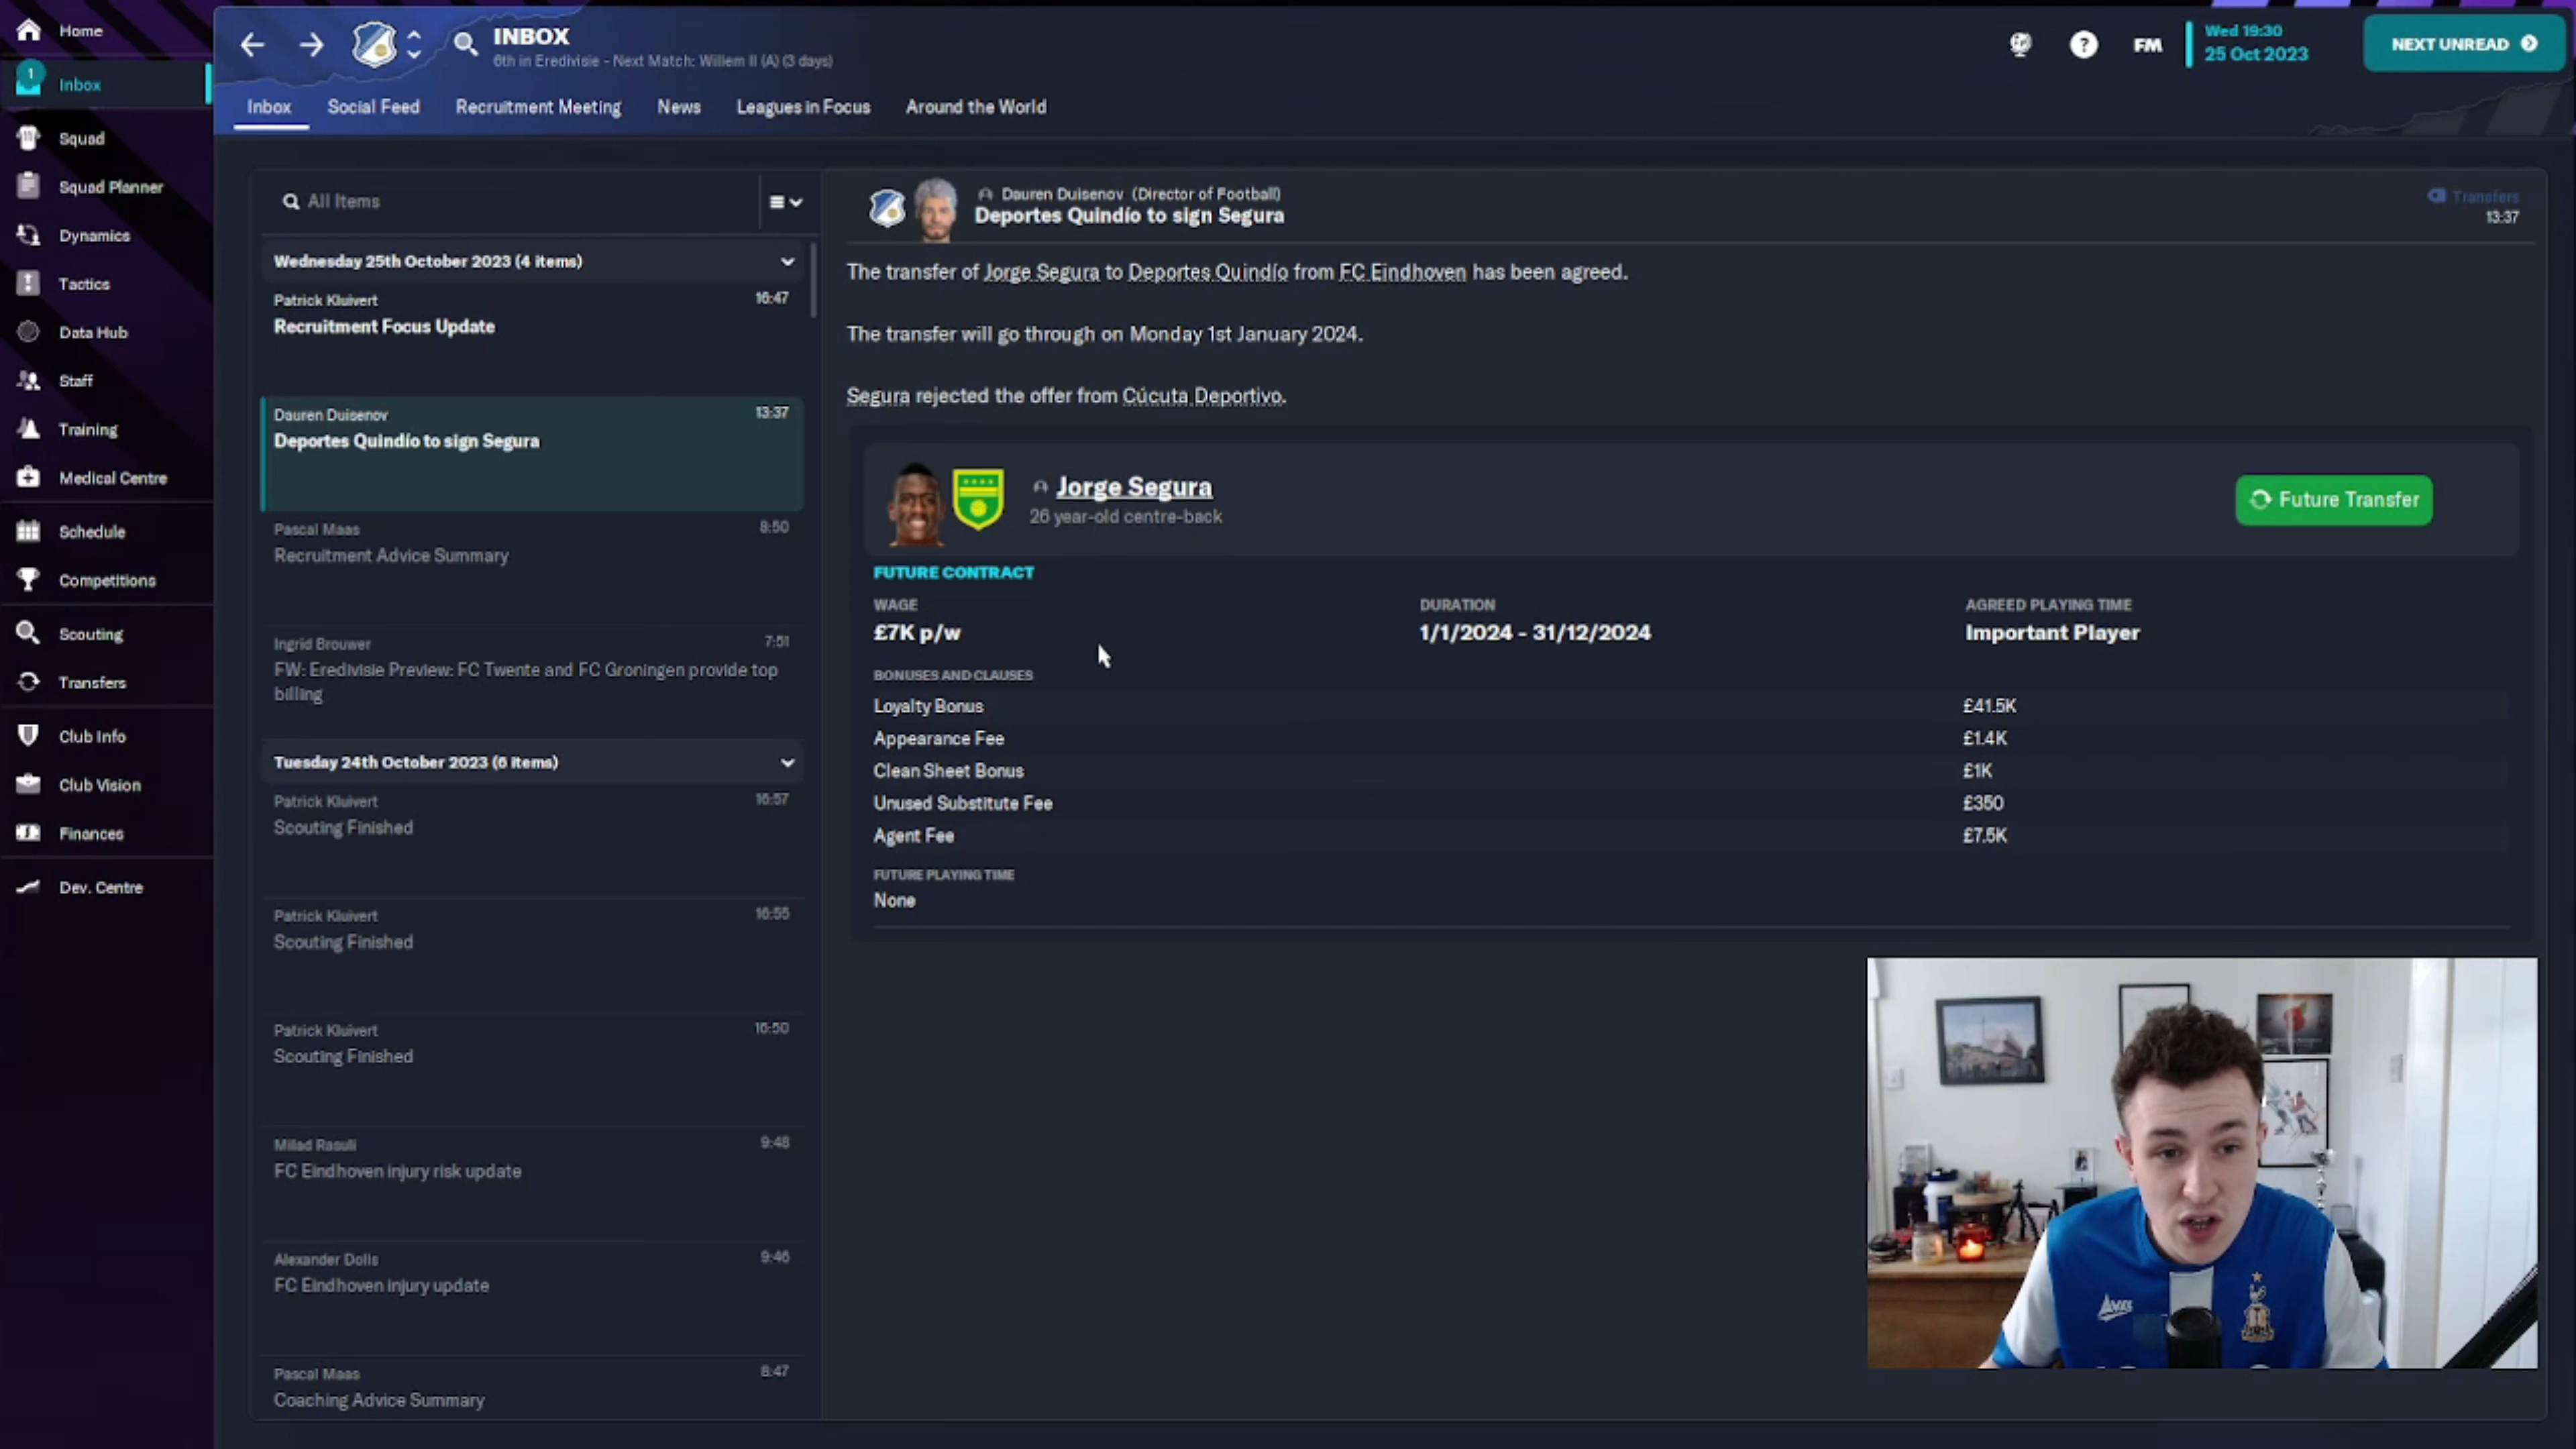 Home
Inbox
1
Squad
Squad Planner
Dynamics
Tactics
Data Hub
Staff
Training
Medical Centre
Schedule
Competitions
Scouting
Transfers
Club Info
Club Vision
Finances
Dev. Centre
INBOX
6th in Eredivisie - Next Match: Willem II (A) (3 days)
?
FM
Wed 19:30
25 Oct 2023
NEXT UNREAD
Inbox
Social Feed
Recruitment Meeting
News
Leagues in Focus
Around the World
All Items
Wednesday 25th October 2023 (4 items)
Patrick Kluivert
16:47
Recruitment Focus Update
Dauren Duisenov
13:37
Deportes Quindío to sign Segura
Pascal Maas
8:50
Recruitment Advice Summary
Ingrid Brouwer
7:51
FW: Eredivisie Preview: FC Twente and FC Groningen provide top
billing
Tuesday 24th October 2023 (6 items)
Patrick Kluivert
16:57
Scouting Finished
Patrick Kluivert
16:55
Scouting Finished
Patrick Kluivert
16:50
Scouting Finished
Milad Rasuli
9:48
FC Eindhoven injury risk update
Alexander Dolls
9:46
FC Eindhoven injury update
Pascal Maas
8:47
Coaching Advice Summary
Dauren Duisenov (Director of Football)
Deportes Quindío to sign Segura
Transfers
13:37
The transfer of Jorge Segura to Deportes Quindío from FC Eindhoven has been agreed.
The transfer will go through on Monday 1st January 2024.
Segura rejected the offer from Cúcuta Deportivo.
Jorge Segura
26 year-old centre-back
Future Transfer
FUTURE CONTRACT
WAGE
£7K p/w
DURATION
1/1/2024 - 31/12/2024
AGREED PLAYING TIME
Important Player
BONUSES AND CLAUSES
Loyalty Bonus
£41.5K
Appearance Fee
£1.4K
Clean Sheet Bonus
£1K
Unused Substitute Fee
£350
Agent Fee
£7.5K
FUTURE PLAYING TIME
None